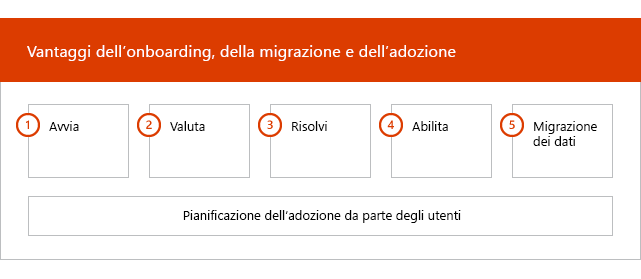 Vantaggi dell’onboarding, della migrazione e dell’adozione
1 Avvia
2 Valuta
3 Risolvi
4 Abilita
5 Migrazione
dei dati
Pianificazione dell’adozione da parte degli utenti